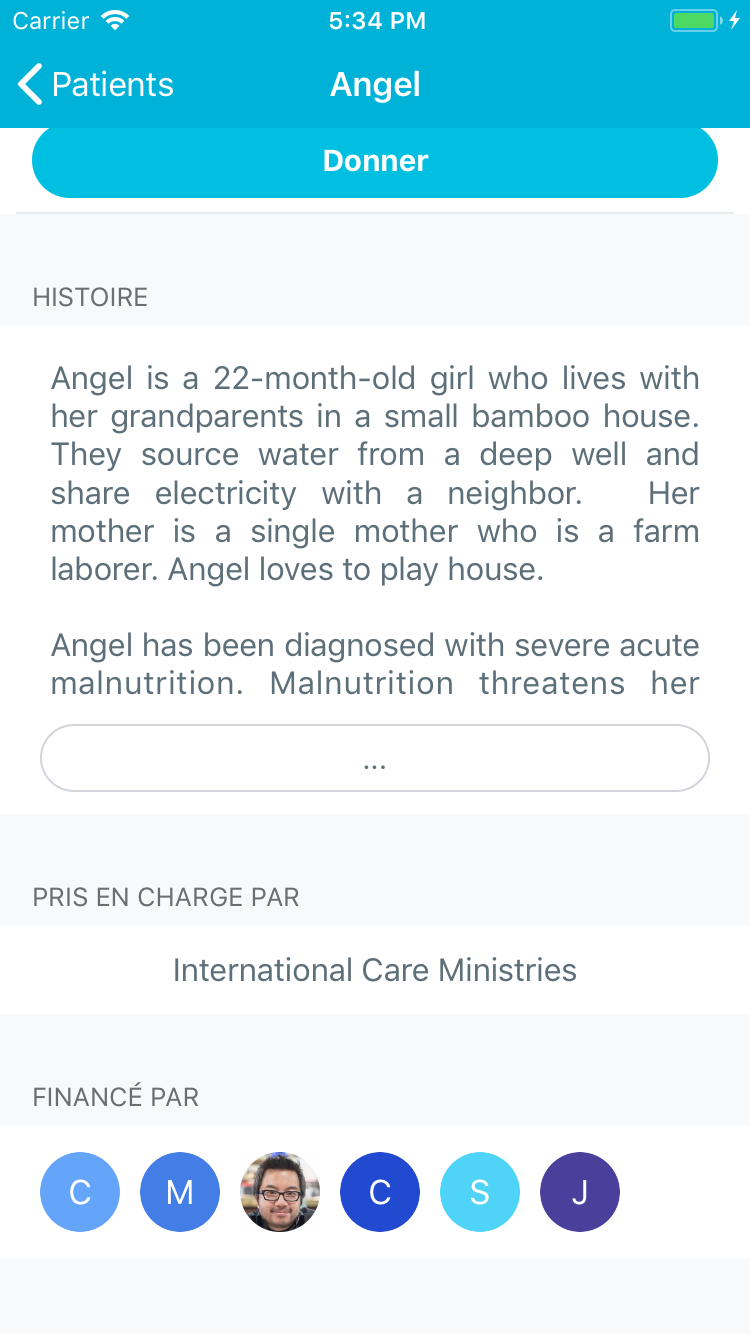 Carrier 5:34 PM
Patients Angel
Donner
HISTOIRE
Angel is a 22-month-old girl who lives with
her grandparents in a small bamboo house.
They source water from a deep well and
share electricity with a neighbor. Her
mother is a single mother who is a farm
laborer. Angel loves to play house.
Angel has been diagnosed with severe acute
malnutrition. Malnutrition threatens her
...
PRIS EN CHARGE PAR
International Care Ministries
FINANCÉ PAR
C M C S J